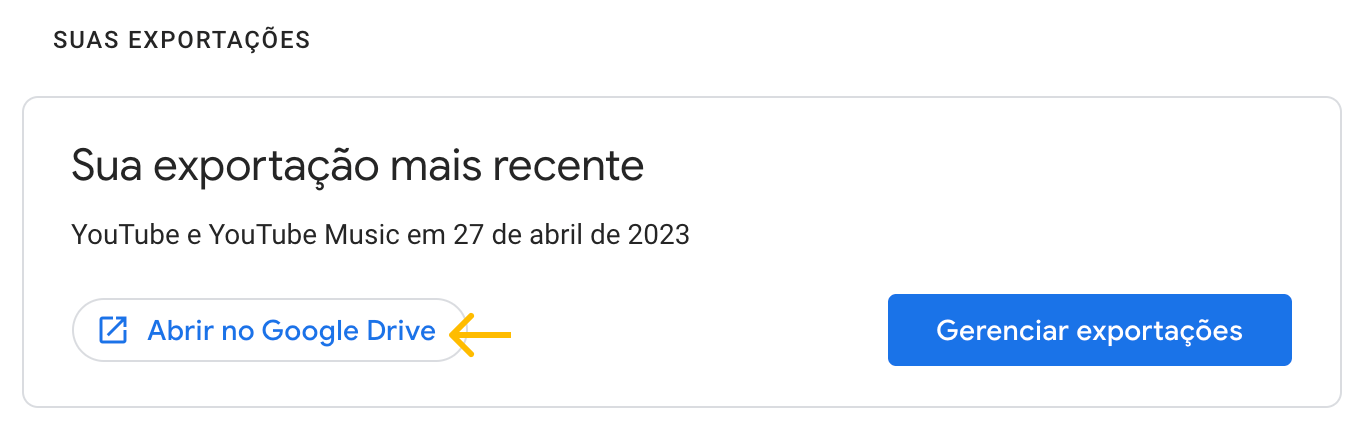 SUAS EXPORTAÇÕES
Sua exportação mais recente
YouTube e YouTube Music em 27 de abril de 2023
Abrir no Google Drive
Gerenciar exportações